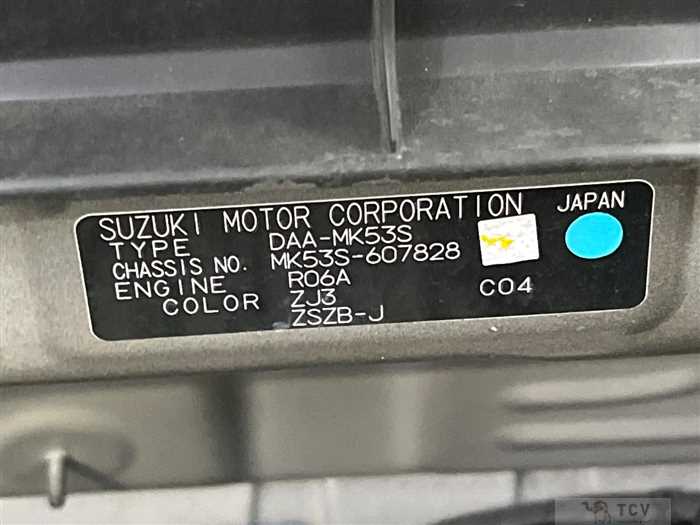 SUZUKI MOTOR CORPORATION JAPAN
TYPE DAA-MK53S
CHASSIS NO. MK53S-607828
ENGINE R06A
COLOR ZJ3 C04
ZSZB-J
TCV